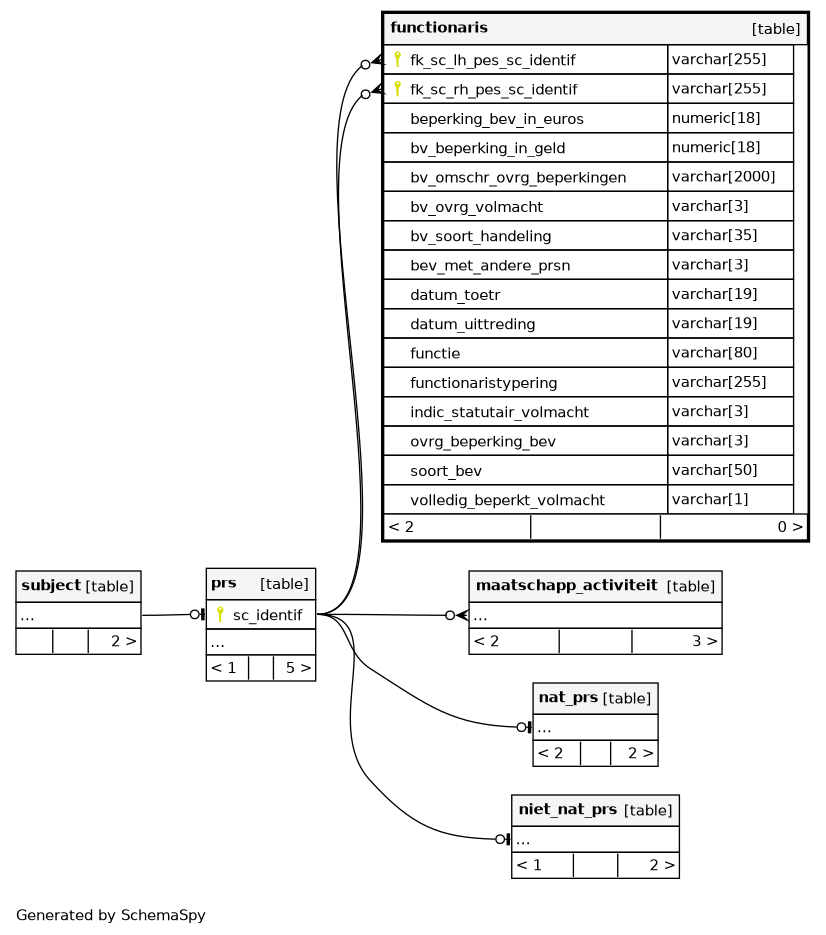 functionaris [table]
fk_sc_lh_pes_sc_identif varchar[255]
fk_sc_rh_pes_sc_identif varchar[255]
beperking_bev_in_euros numeric[18]
bv_beperking_in_geld numeric[18]
bv_omschr_ovrg_beperkingen varchar[2000]
bv_ovrg_volmacht varchar[3]
bv_soort_handeling varchar[35]
bev_met_andere_prsn varchar[3]
datum_toetr varchar[19]
datum_uittreding varchar[19]
functie varchar[80]
functionaristypering varchar[255]
indic_statutair_volmacht varchar[3]
ovrg_beperking_bev varchar[3]
soort_bev varchar[50]
volledig_beperkt_volmacht varchar[1]
< 2 0 >
subject [table]
...
2 >
prs [table]
sc_identif
...
< 1 5 >
maatschapp_activiteit [table]
...
< 2 3 >
nat_prs [table]
...
< 2 2 >
niet_nat_prs [table]
...
< 1 2 >
Generated by SchemaSpy